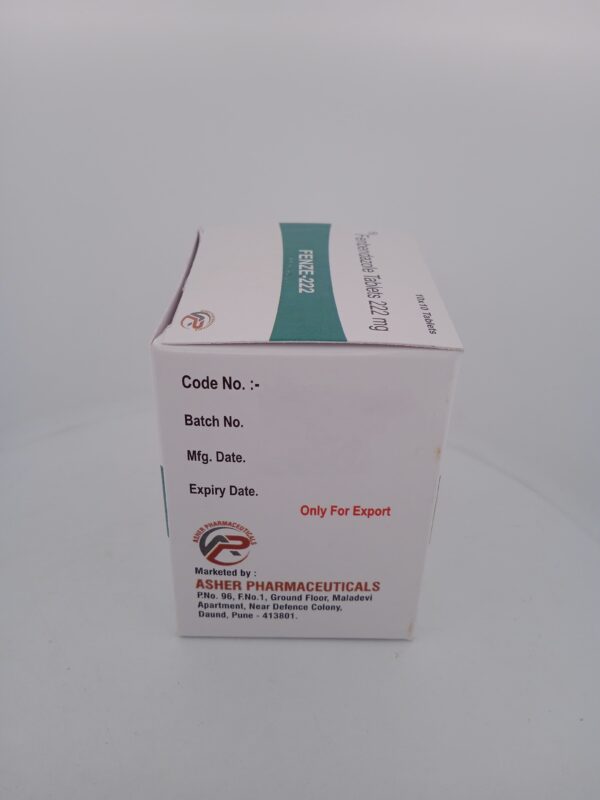 FENZE-222
Fenbendazole Tablets 222 mg
10x10 Tablets
Code No. :-
Batch No.
Mfg. Date.
Expiry Date.
Only For Export
ASHER PHARMACEUTICALS
Marketed by :
ASHER PHARMACEUTICALS
P.No. 96, F.No.1, Ground Floor, Maladevi
Apartment, Near Defence Colony,
Daund, Pune - 413801.